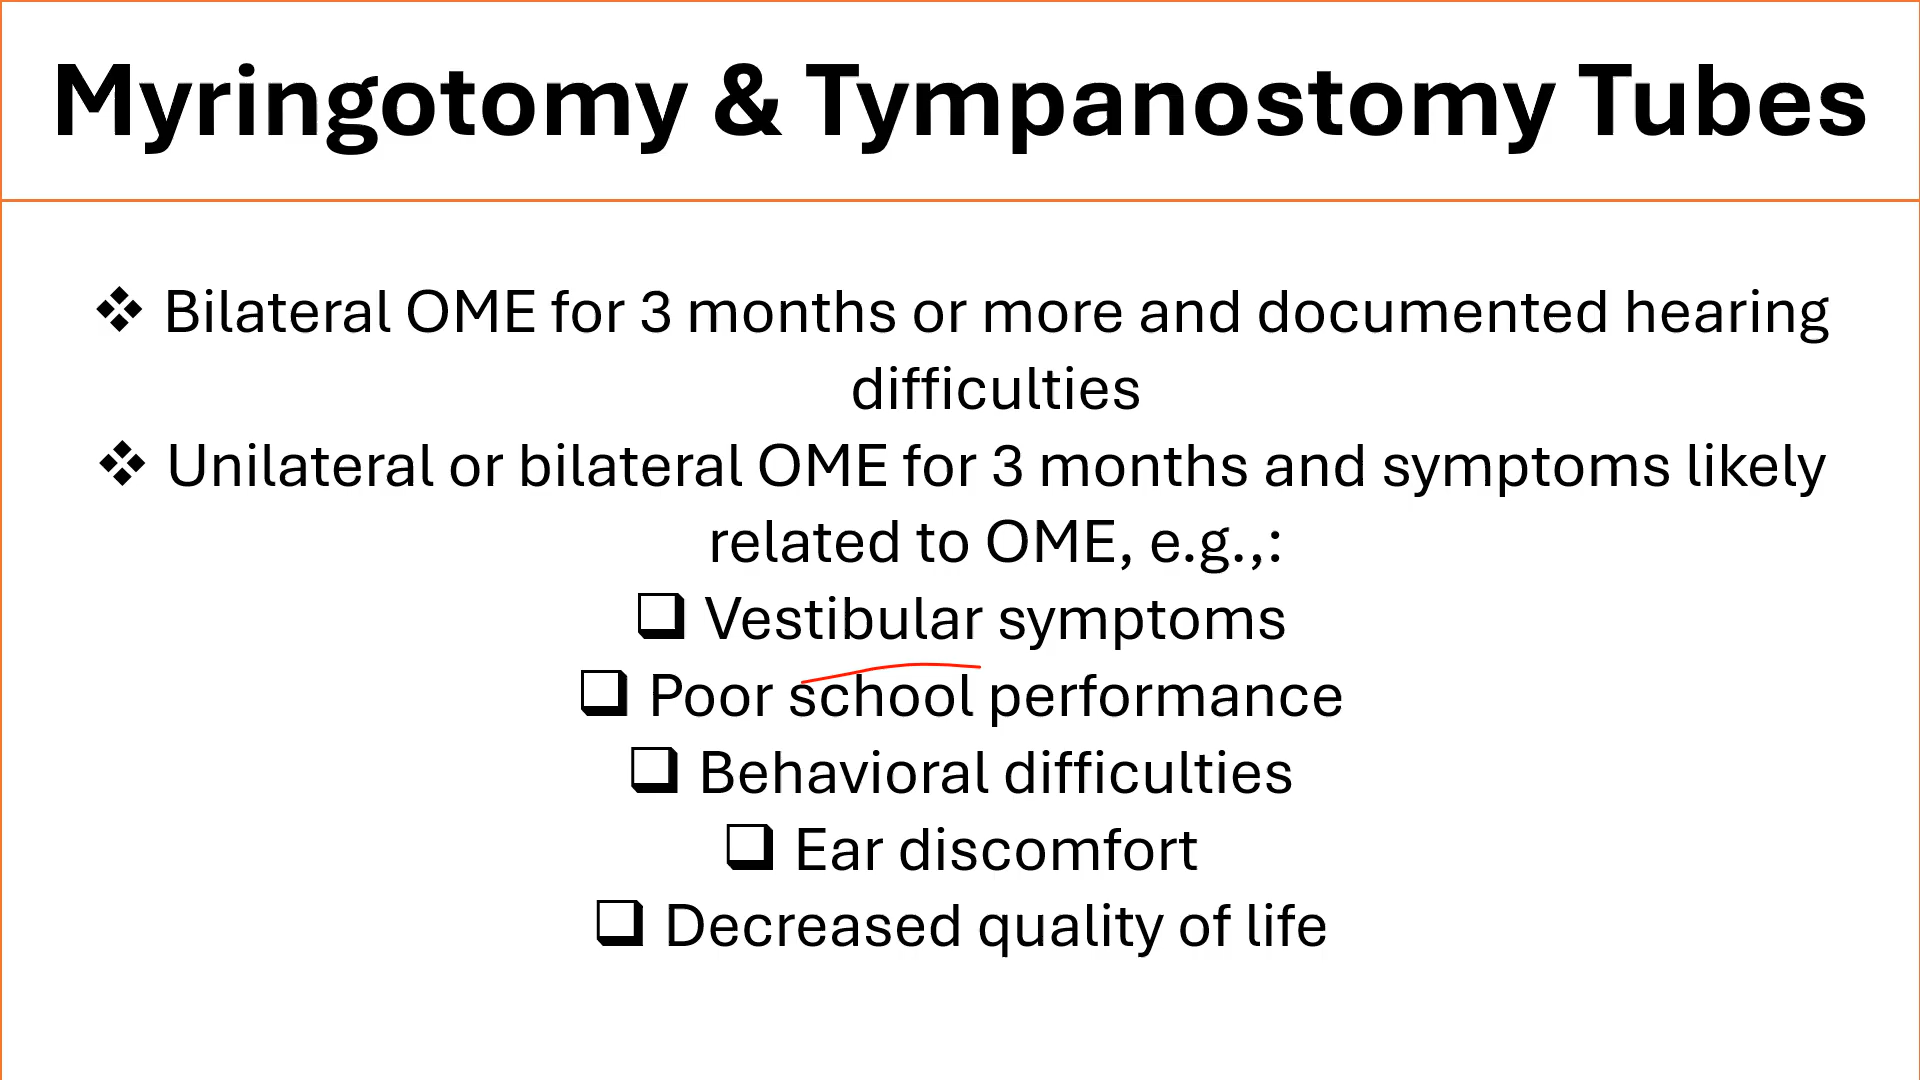 Myringotomy & Tympanostomy Tubes
❖ Bilateral OME for 3 months or more and documented hearing
difficulties
❖ Unilateral or bilateral OME for 3 months and symptoms likely
related to OME, e.g.,:
❑ Vestibular symptoms
❑ Poor school performance
❑ Behavioral difficulties
❑ Ear discomfort
❑ Decreased quality of life